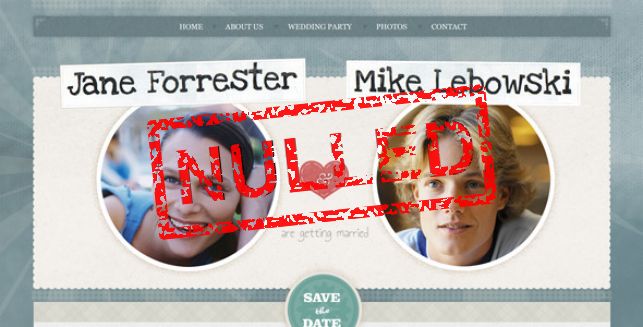 HOME ABOUT US WEDDING PARTY PHOTOS CONTACT
Jane Forrester Mike Lebowski
NULLED
&
are getting married
SAVE
the
DATE